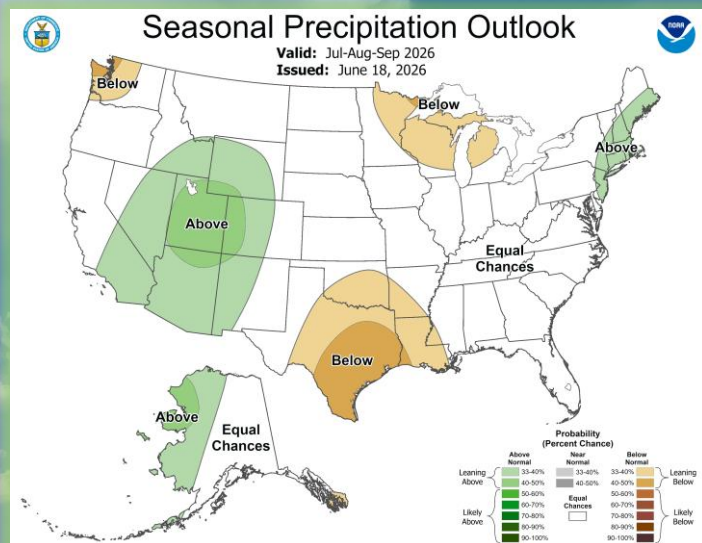 Seasonal Precipitation Outlook
Valid: Jul-Aug-Sep 2026
Issued: June 18, 2026
NOAA
Below
Below
Above
Above
Equal
Chances
Below
Above
Equal
Chances
Probability
(Percent Chance)
Above
Normal
Near
Normal
Below
Normal
Leaning
Above
33-40%
40-50%
33-40%
40-50%
33-40%
40-50%
Leaning
Below
Likely
Above
50-60%
60-70%
70-80%
80-90%
90-100%
Equal
Chances
50-60%
60-70%
70-80%
80-90%
90-100%
Likely
Below